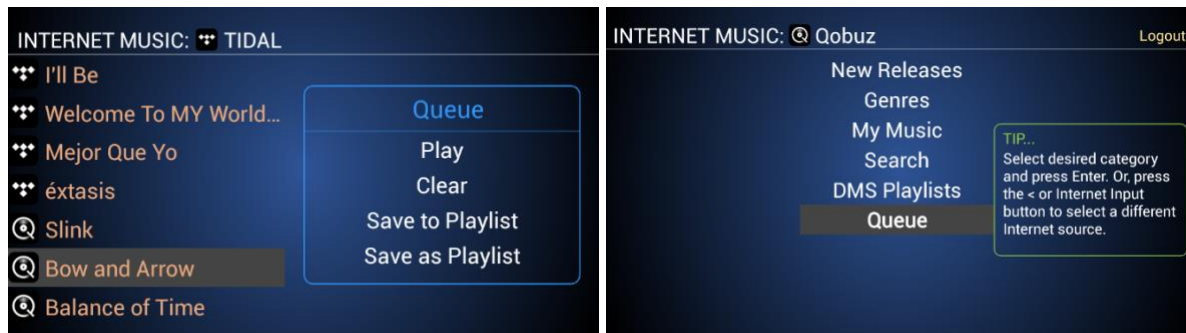 INTERNET MUSIC: TIDAL
I'll Be
Welcome To MY World...
Mejor Que Yo
éxtasis
Slink
Bow and Arrow
Balance of Time
Queue
Play
Clear
Save to Playlist
Save as Playlist
INTERNET MUSIC: Qobuz
Logout
New Releases
Genres
My Music
Search
DMS Playlists
Queue
TIP...
Select desired category
and press Enter. Or, press
the < or Internet Input
button to select a different
Internet source.